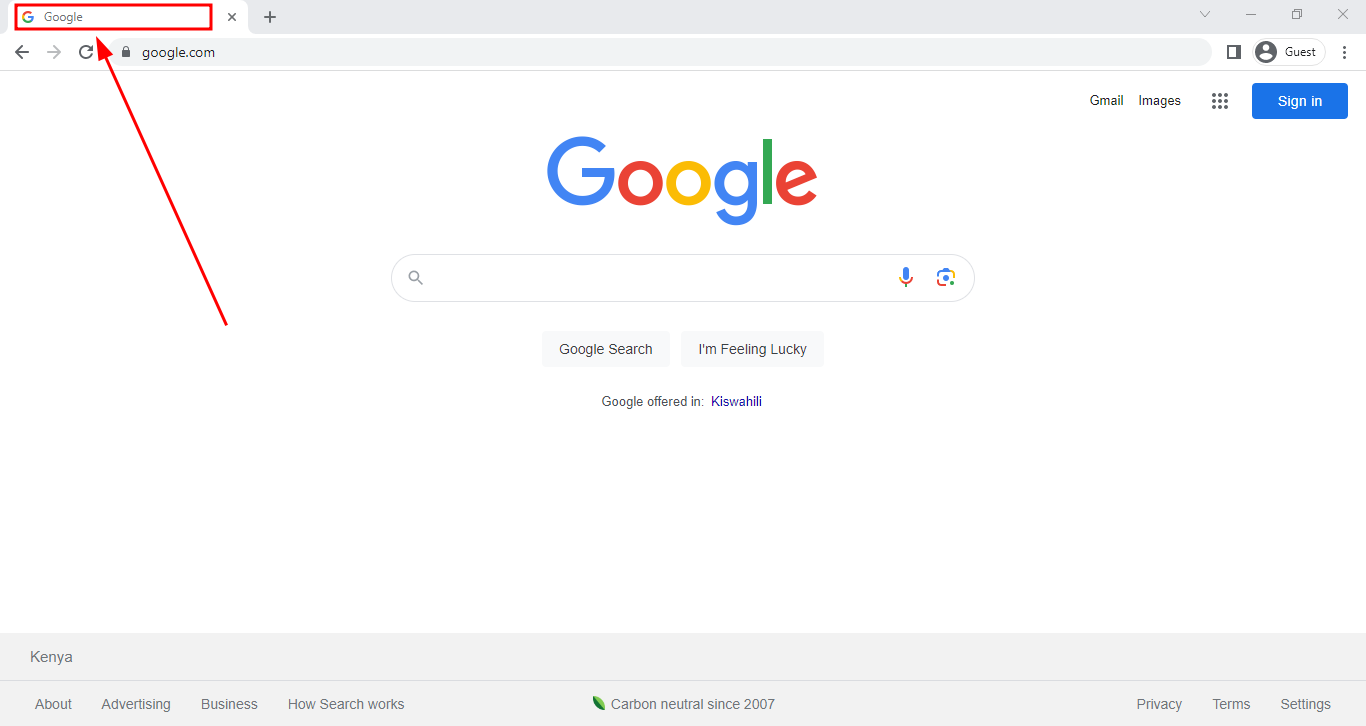 Google
google.com
Guest
Gmail Images Sign in
Google
Google Search I'm Feeling Lucky
Google offered in: Kiswahili
Kenya
About Advertising Business How Search works Carbon neutral since 2007 Privacy Terms Settings